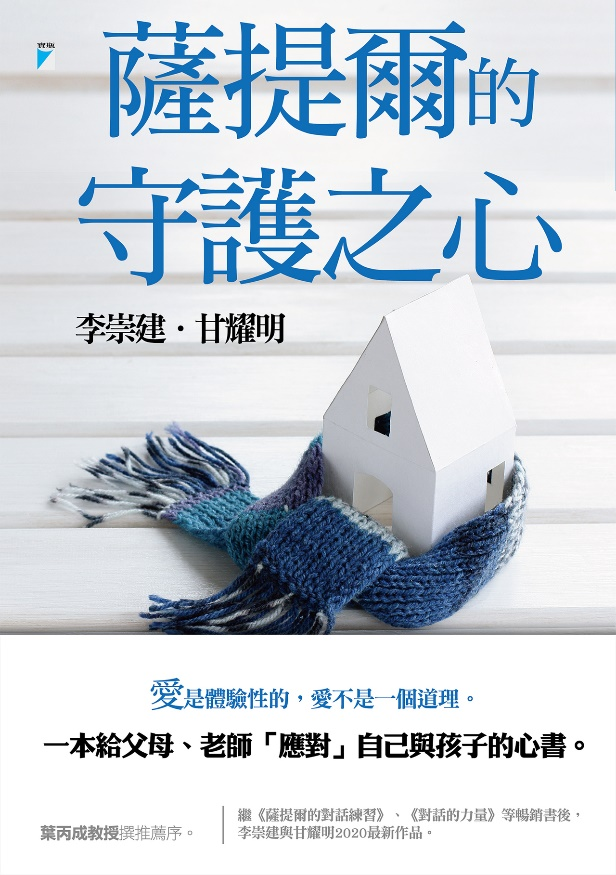 寶瓶
薩提爾的
守護之心
李崇建・甘耀明
愛是體驗性的，愛不是一個道理。
一本給父母、老師「應對」自己與孩子的心書。
葉丙成教授撰推薦序。
繼《薩提爾的對話練習》、《對話的力量》等暢銷書後，
李崇建與甘耀明2020最新作品。